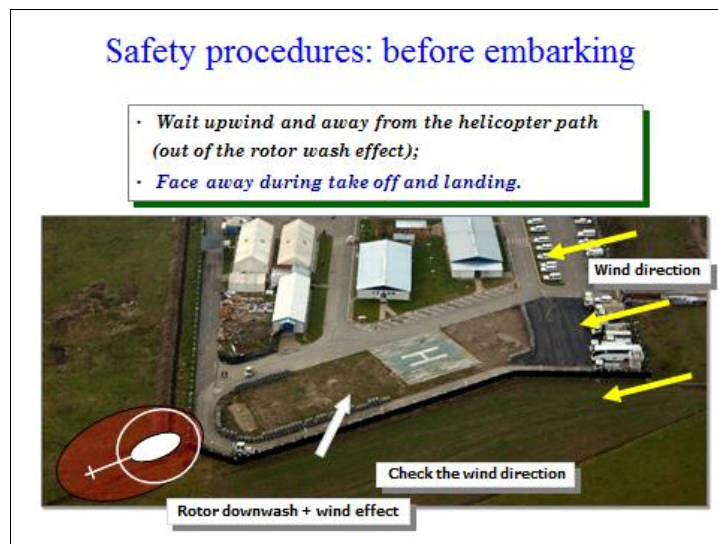 Safety procedures: before embarking
· Wait upwind and away from the helicopter path
(out of the rotor wash effect);
· Face away during take off and landing.
Wind direction
H
Check the wind direction
Rotor downwash + wind effect